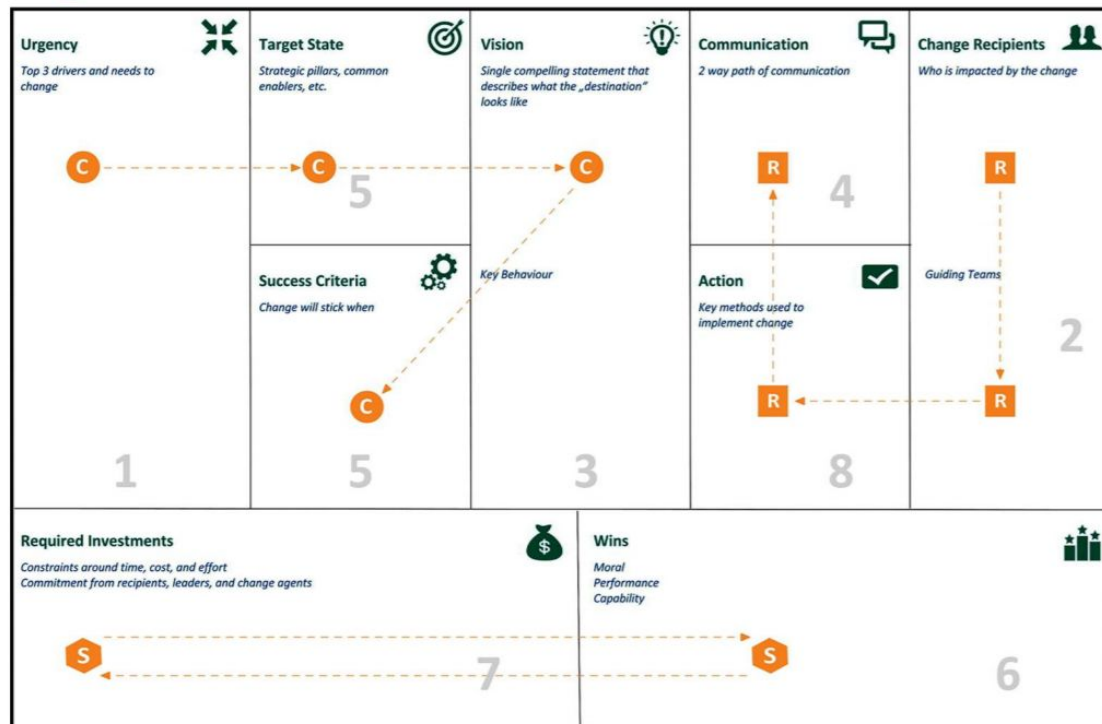 Urgency
Top 3 drivers and needs to
change
C
1
Target State
Strategic pillars, common
enablers, etc.
C
5
Success Criteria
Change will stick when
C
5
Vision
Single compelling statement that
describes what the „destination“
looks like
C
Key Behaviour
3
Communication
2 way path of communication
R
4
Action
Key methods used to
implement change
R
8
Change Recipients
Who is impacted by the change
R
Guiding Teams
2
R
Required Investments
$
Constraints around time, cost, and effort
Commitment from recipients, leaders, and change agents
S
7
Wins
Moral
Performance
Capability
S
6